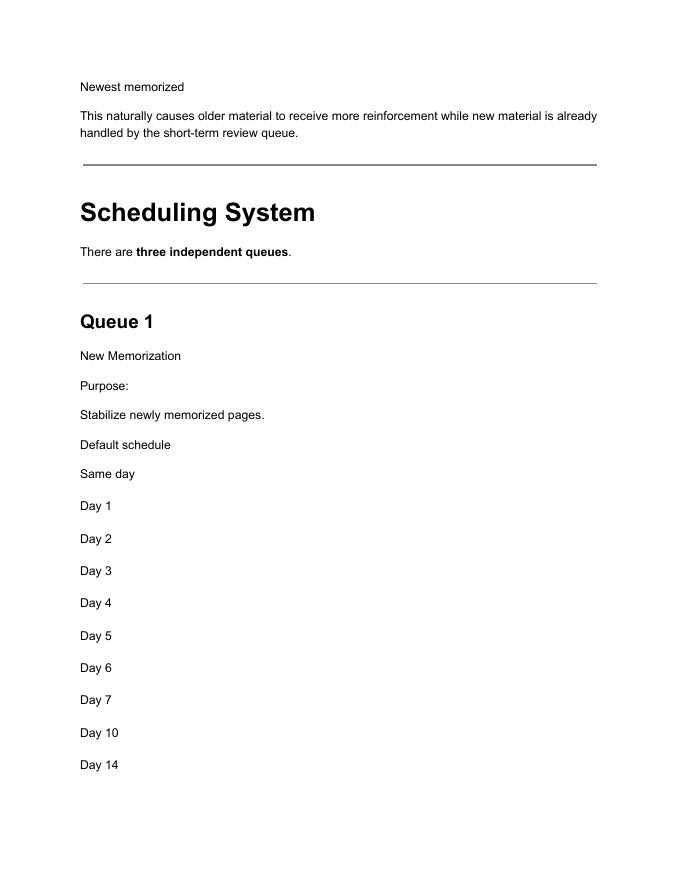 Newest memorized
This naturally causes older material to receive more reinforcement while new material is already
handled by the short-term review queue.
Scheduling System
There are three independent queues.
Queue 1
New Memorization
Purpose:
Stabilize newly memorized pages.
Default schedule
Same day
Day 1
Day 2
Day 3
Day 4
Day 5
Day 6
Day 7
Day 10
Day 14